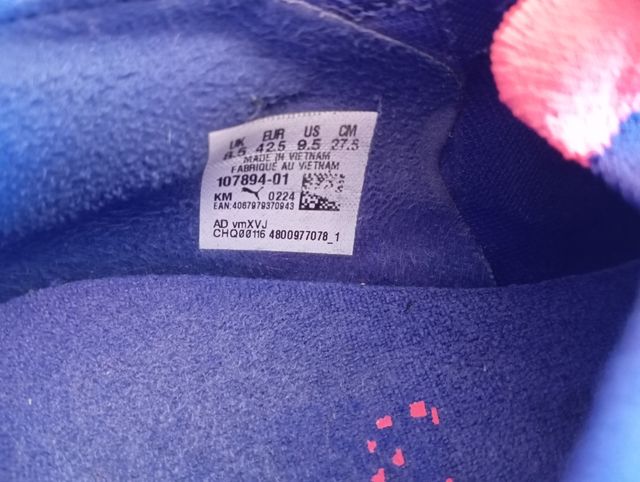 UK EUR US CM
8.5 42.5 9.5 27.5
MADE IN VIETNAM
FABRIQUE AU VIETNAM
107894-01
KM 0224
EAN:4067979370943
AD vmXVJ
CHQ00116 4800977078_1